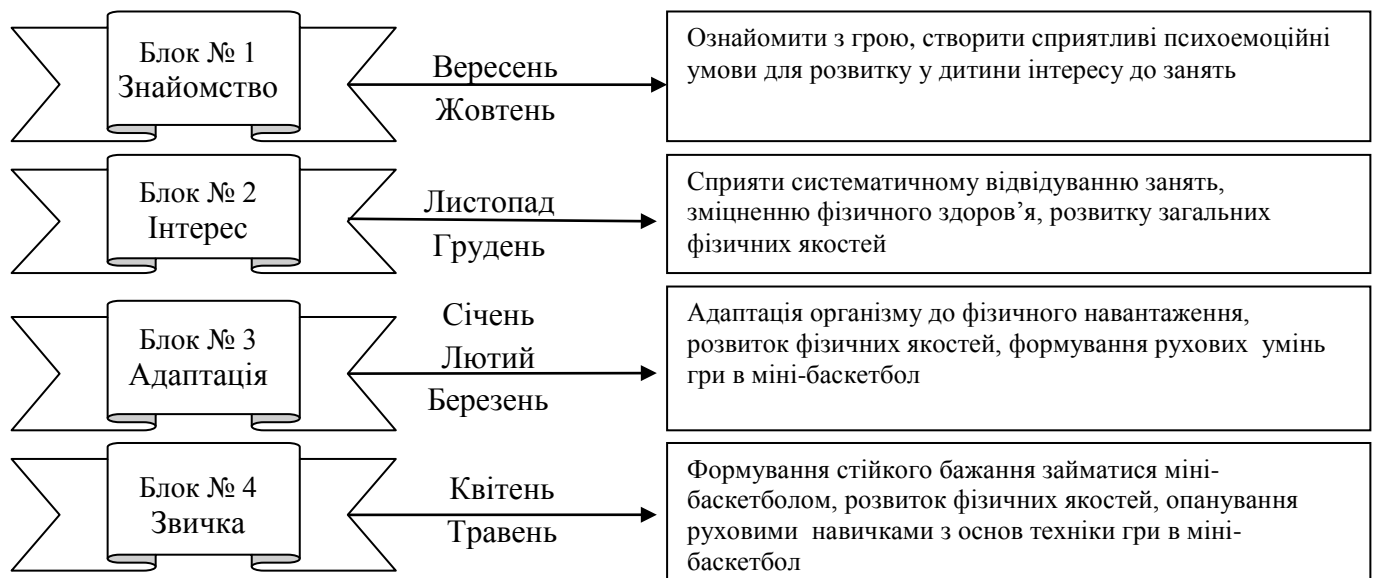 Блок № 1
Знайомство
Вересень
Жовтень
Ознайомити з грою, створити сприятливі психоемоційні
умови для розвитку у дитини інтересу до занять
Блок № 2
Інтерес
Листопад
Грудень
Сприяти систематичному відвідуванню занять,
зміцненню фізичного здоров’я, розвитку загальних
фізичних якостей
Блок № 3
Адаптація
Січень
Лютий
Березень
Адаптація організму до фізичного навантаження,
розвиток фізичних якостей, формування рухових умінь
гри в міні-баскетбол
Блок № 4
Звичка
Квітень
Травень
Формування стійкого бажання займатися міні-
баскетболом, розвиток фізичних якостей, опанування
руховими навичками з основ техніки гри в міні-
баскетбол